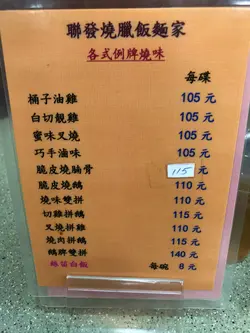 聯發燒臘飯麵家
各式例牌燒味
每碟
桶子油雞 105元
白切靚雞 105元
蜜味叉燒 105元
巧手滷味 105元
脆皮燒腩骨 115
脆皮燒鵝 110元
燒味雙拼 110元
切雞拼鵝 115元
叉燒拼雞 110元
燒肉拼鵝 115元
鵝髀雙拼 140元
絲苗白飯 每碗 8元